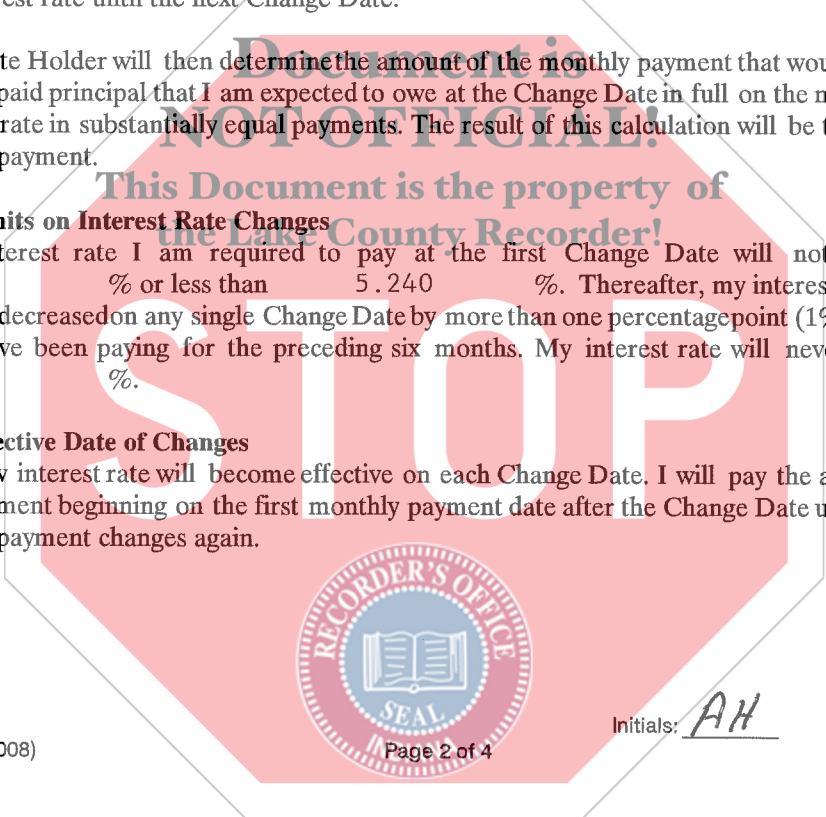 est rate until the next Change Date.
te Holder will then determine the amount of the monthly payment that wou
paid principal that I am expected to owe at the Change Date in full on the m
rate in substantially equal payments. The result of this calculation will be t
payment.
Document is
NOT OFFICIAL!
This Document is the property of
the Lake County Recorder!
nits on Interest Rate Changes
terest rate I am required to pay at the first Change Date will not
% or less than 5.240 %. Thereafter, my interes
decreased on any single Change Date by more than one percentage point (1%
ve been paying for the preceding six months. My interest rate will neve
%.
STOP
ective Date of Changes
v interest rate will become effective on each Change Date. I will pay the a
ment beginning on the first monthly payment date after the Change Date u
payment changes again.
RECORDER'S OFFICE
SEAL
Initials: AH
008)
Page 2 of 4